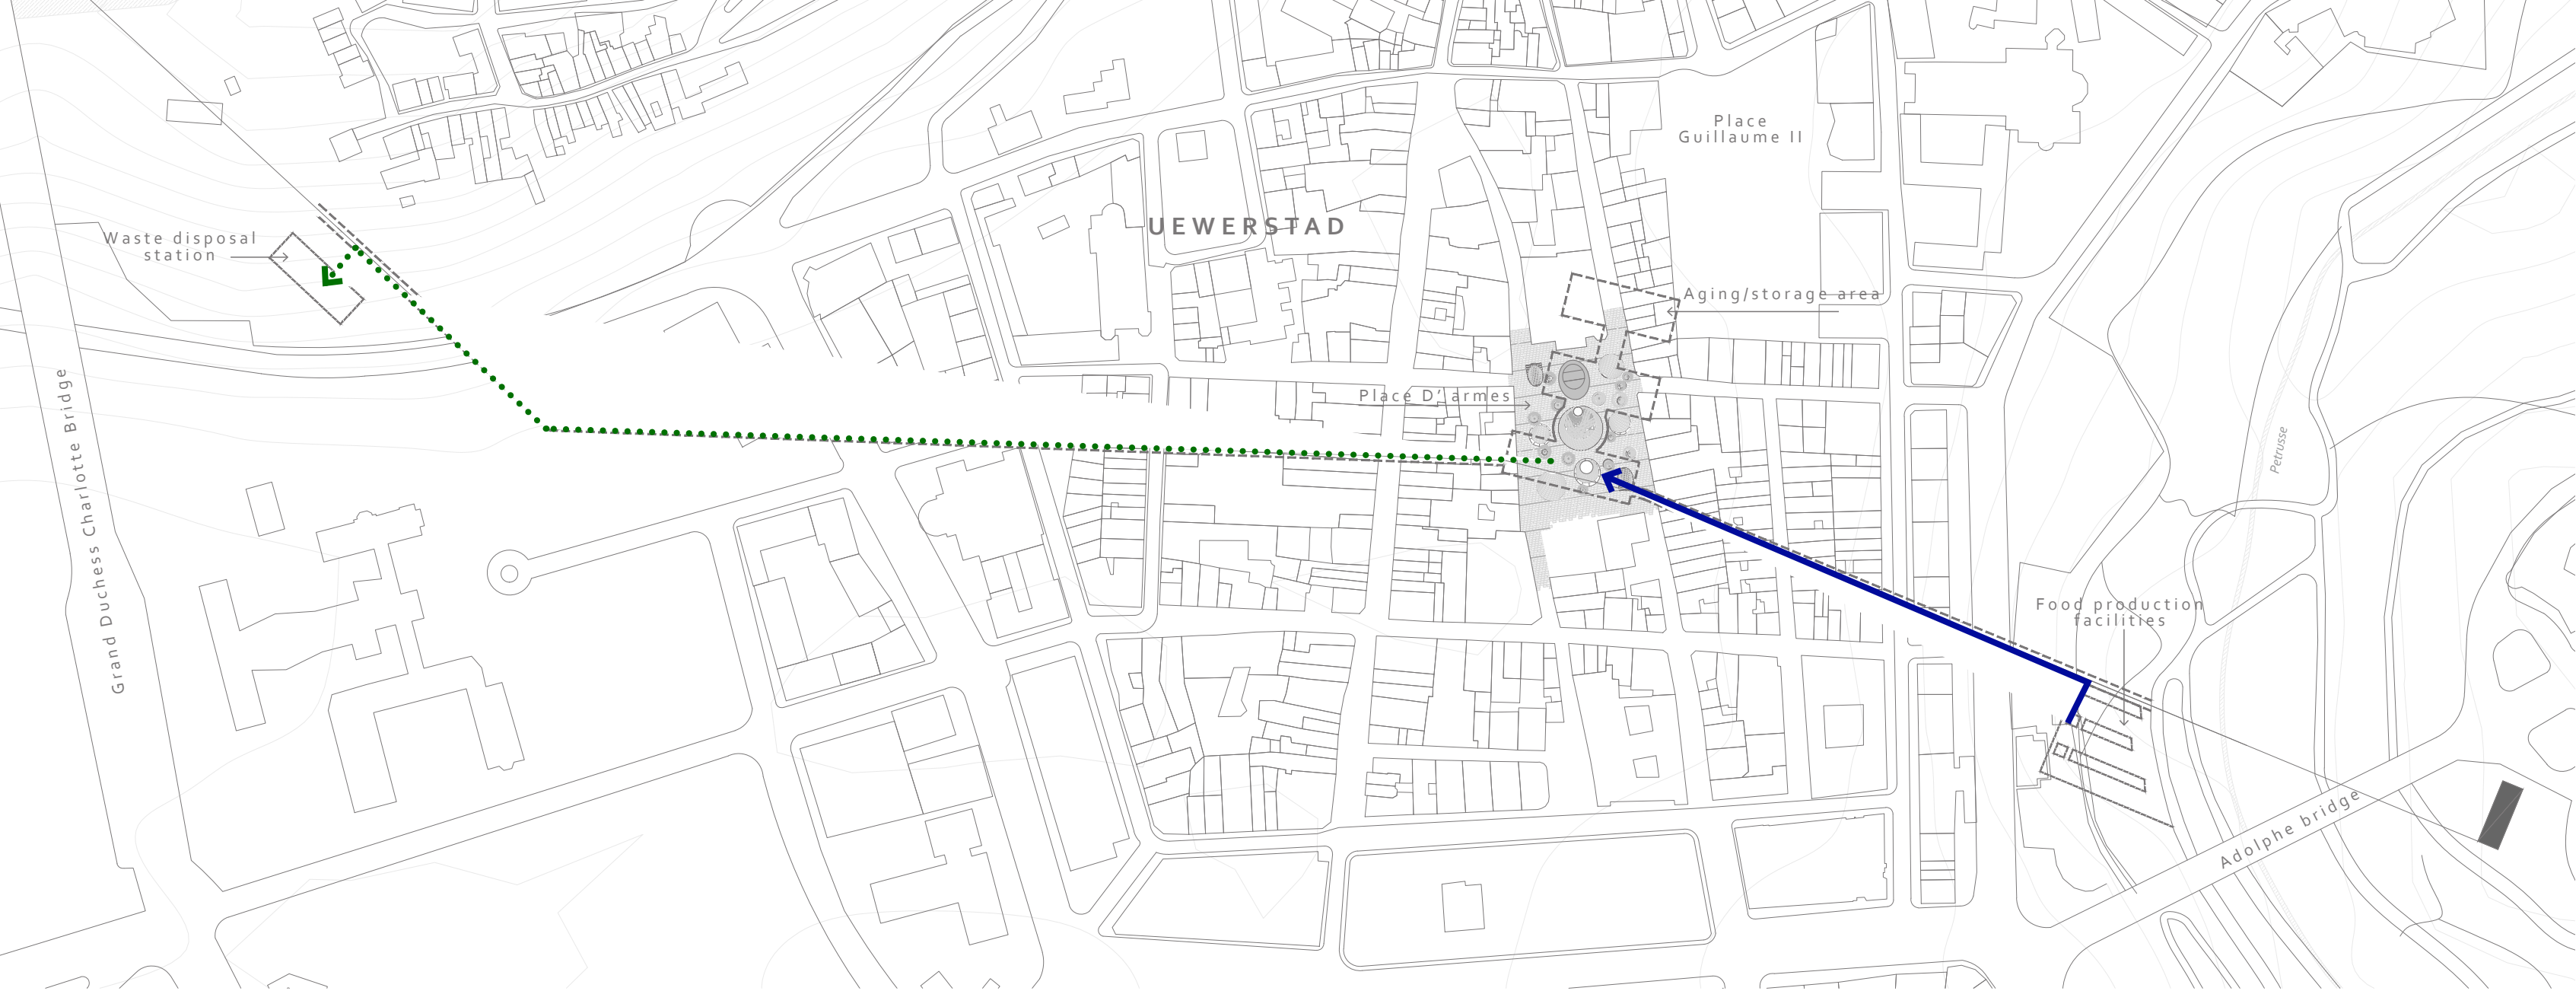 Place
Guillaume II
UEWERSTAD
Waste disposal
station
Aging/storage area
Place D'armes
Grand Duchess Charlotte Bridge
Petrusse
Food production
facilities
Adolphe bridge